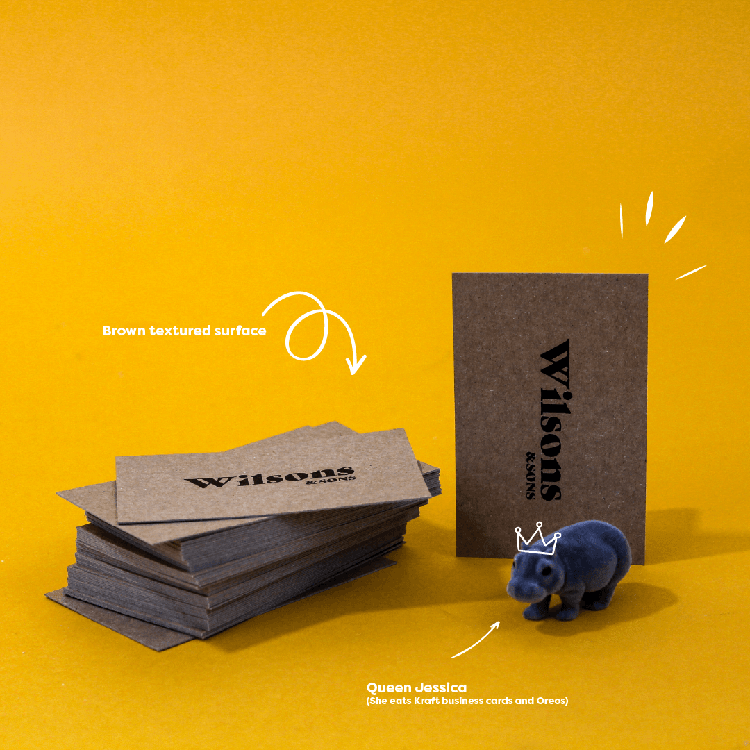 Brown textured surface
Wilsons
& SONS
Wilsons
& SONS
Queen Jessica
(She eats Kraft business cards and Oreos)